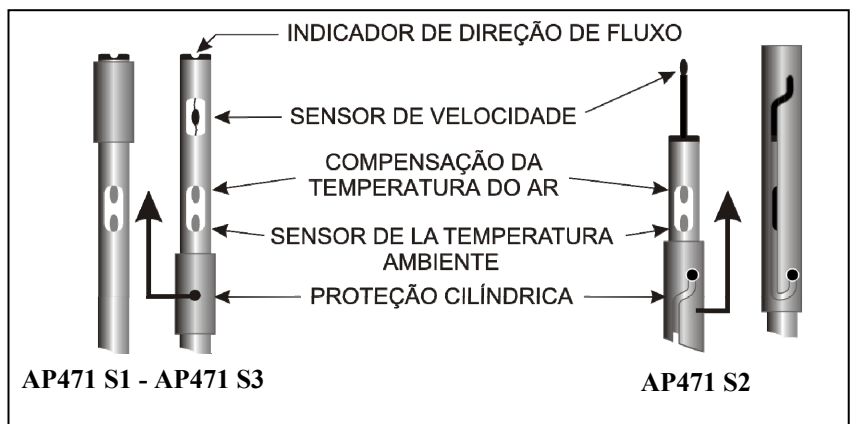 INDICADOR DE DIREÇÃO DE FLUXO
SENSOR DE VELOCIDADE
COMPENSAÇÃO DA
TEMPERATURA DO AR
SENSOR DE LA TEMPERATURA
AMBIENTE
PROTEÇÃO CILÍNDRICA
AP471 S1 - AP471 S3
AP471 S2